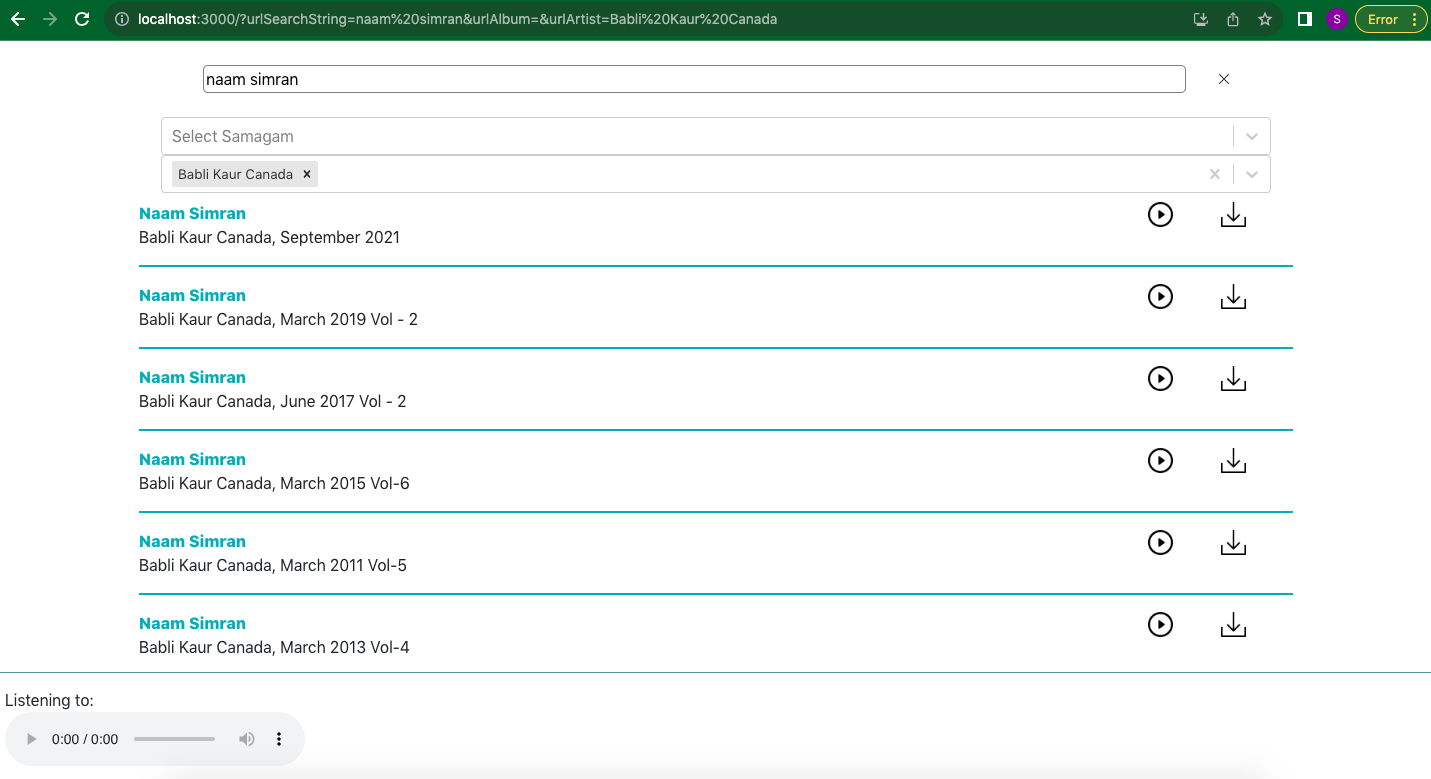 localhost:3000/?urlSearchString=naam%20simran&urlAlbum=&urlArtist=Babli%20Kaur%20Canada
S
Error
naam simran
Select Samagam
Babli Kaur Canada
Naam Simran
Babli Kaur Canada, September 2021
Naam Simran
Babli Kaur Canada, March 2019 Vol - 2
Naam Simran
Babli Kaur Canada, June 2017 Vol - 2
Naam Simran
Babli Kaur Canada, March 2015 Vol-6
Naam Simran
Babli Kaur Canada, March 2011 Vol-5
Naam Simran
Babli Kaur Canada, March 2013 Vol-4
Listening to:
0:00 / 0:00